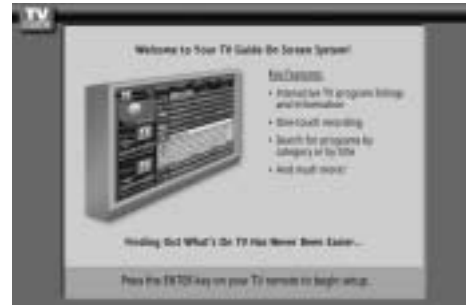 TV
Welcome to Your TV Guide On Screen System!
Key Features:
• Interactive TV program listings
and information
• One-touch recording
• Search for programs by
category or by title
• And much more!
Finding Out What's On TV Has Never Been Easier...
Press the ENTER key on your TV remote to begin setup.